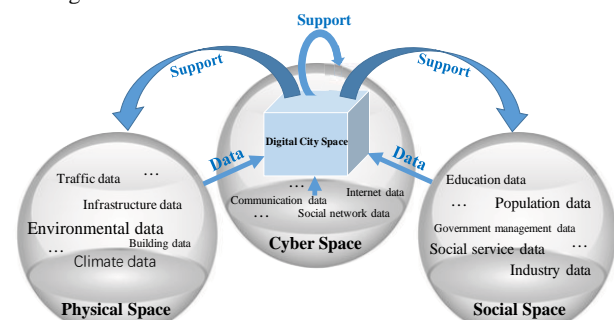 Support
Support
Support
Digital City Space
Data
Data
Traffic data …
Infrastructure data
Environmental data
… Building data
Climate data
Physical Space
…
Internet data
Communication data
… Social network data
Cyber Space
Education data
… Population data
Government management data
Social service data …
Industry data
Social Space